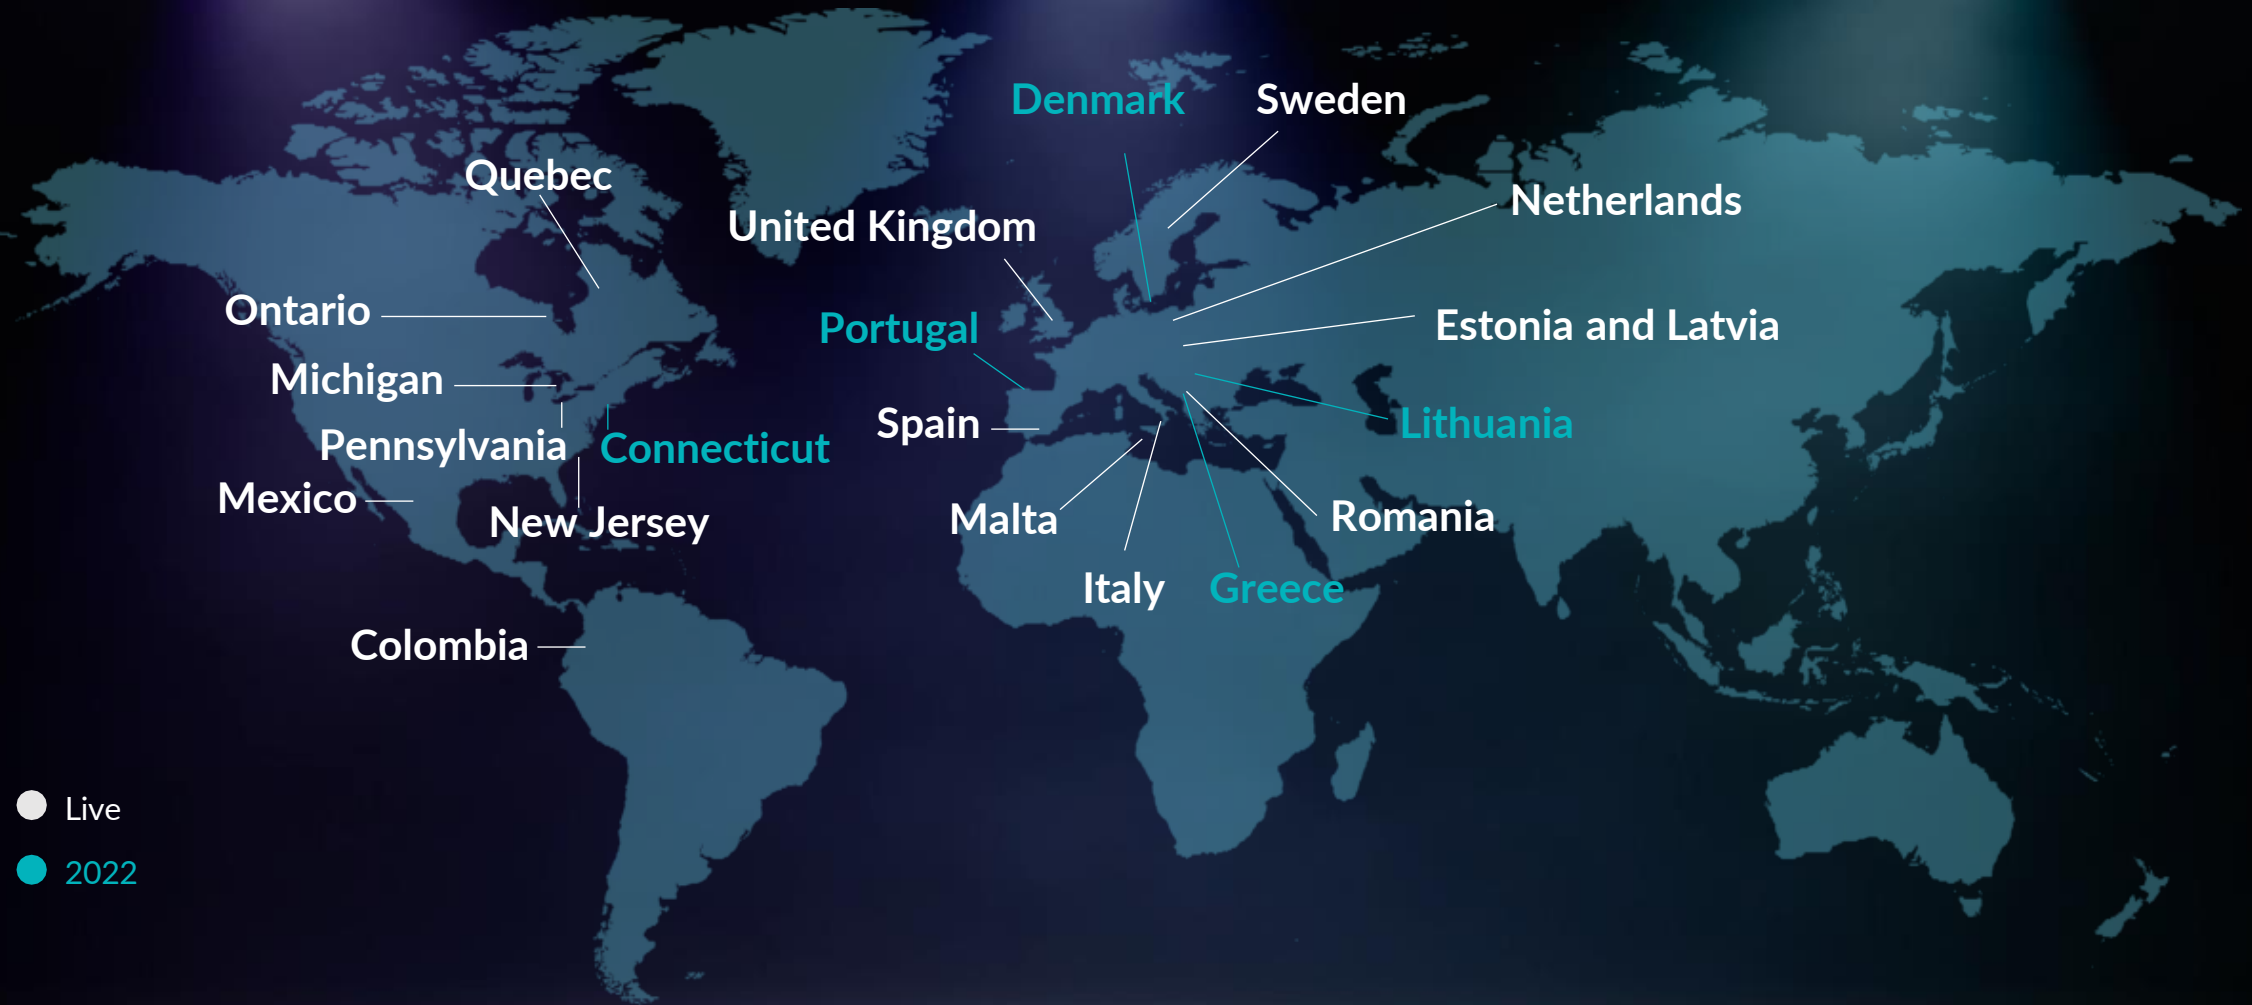 Denmark
Sweden
Quebec
Netherlands
United Kingdom
Ontario
Portugal
Estonia and Latvia
Michigan
Spain
Lithuania
Pennsylvania
Connecticut
Mexico
New Jersey
Malta
Romania
Italy
Greece
Colombia
Live
2022